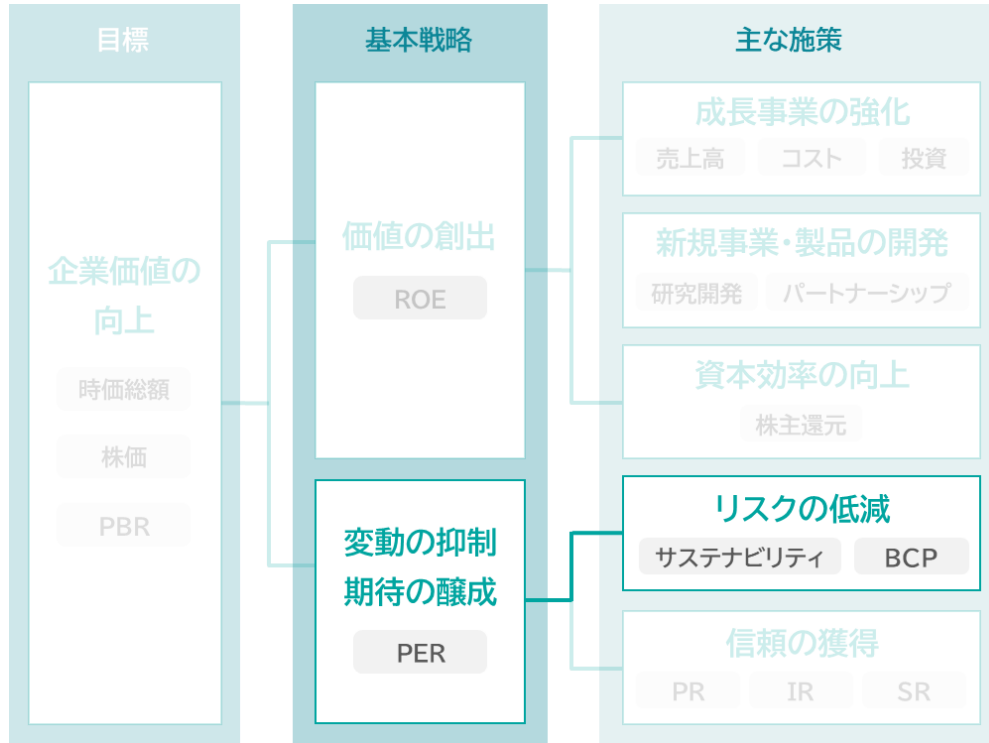 目標
企業価値の
向上
時価総額
株価
PBR
基本戦略
価値の創出
ROE
変動の抑制
期待の醸成
PER
主な施策
成長事業の強化
売上高 コスト 投資
新規事業・製品の開発
研究開発 パートナーシップ
資本効率の向上
株主還元
リスクの低減
サステナビリティ BCP
信頼の獲得
PR IR SR